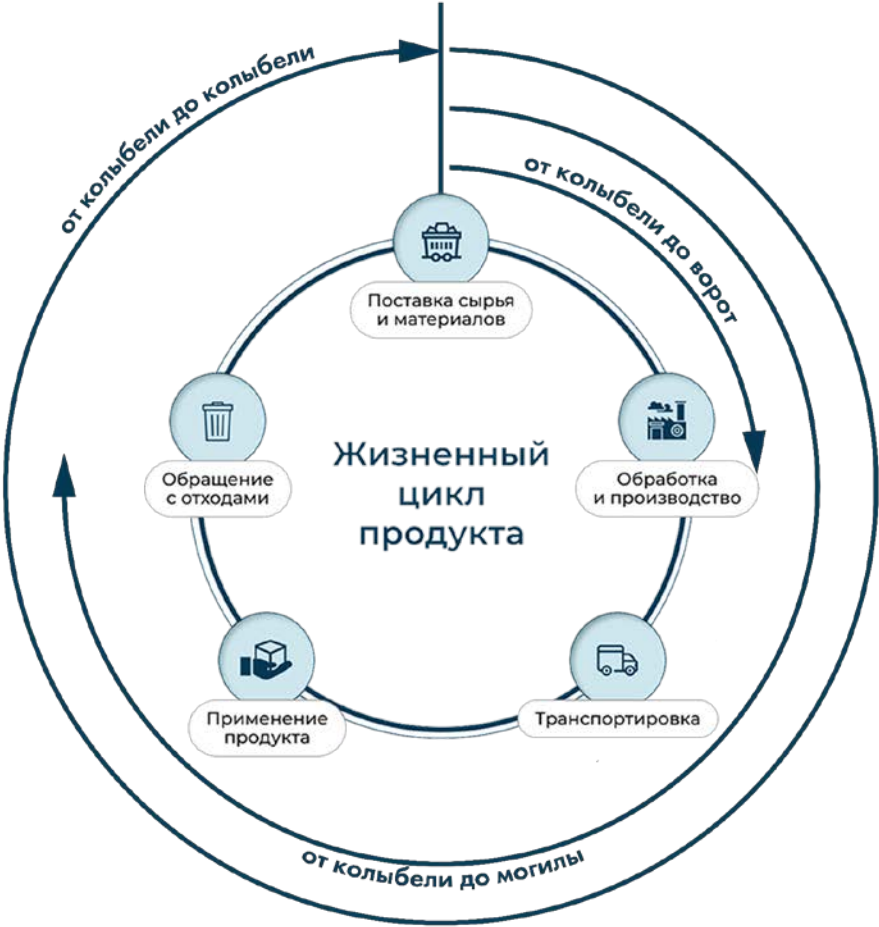 от колыбели до колыбели
от колыбели до ворот
Поставка сырья
и материалов
Жизненный
цикл
продукта
Обращение
с отходами
Обработка
и производство
Применение
продукта
Транспортировка
от колыбели до могилы